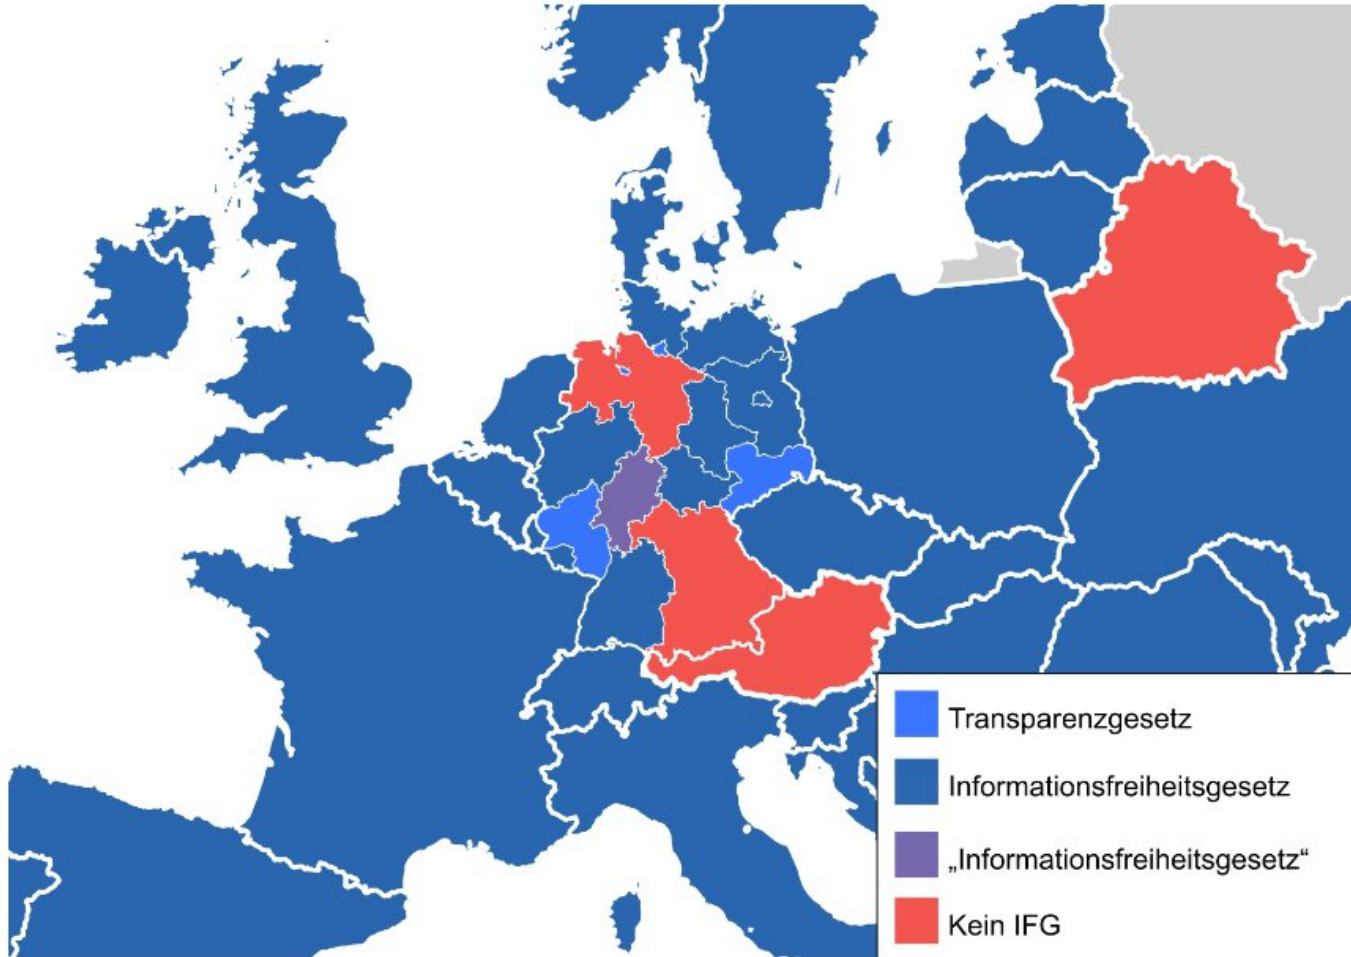 Transparenzgesetz
Informationsfreiheitsgesetz
„Informationsfreiheitsgesetz“
Kein IFG